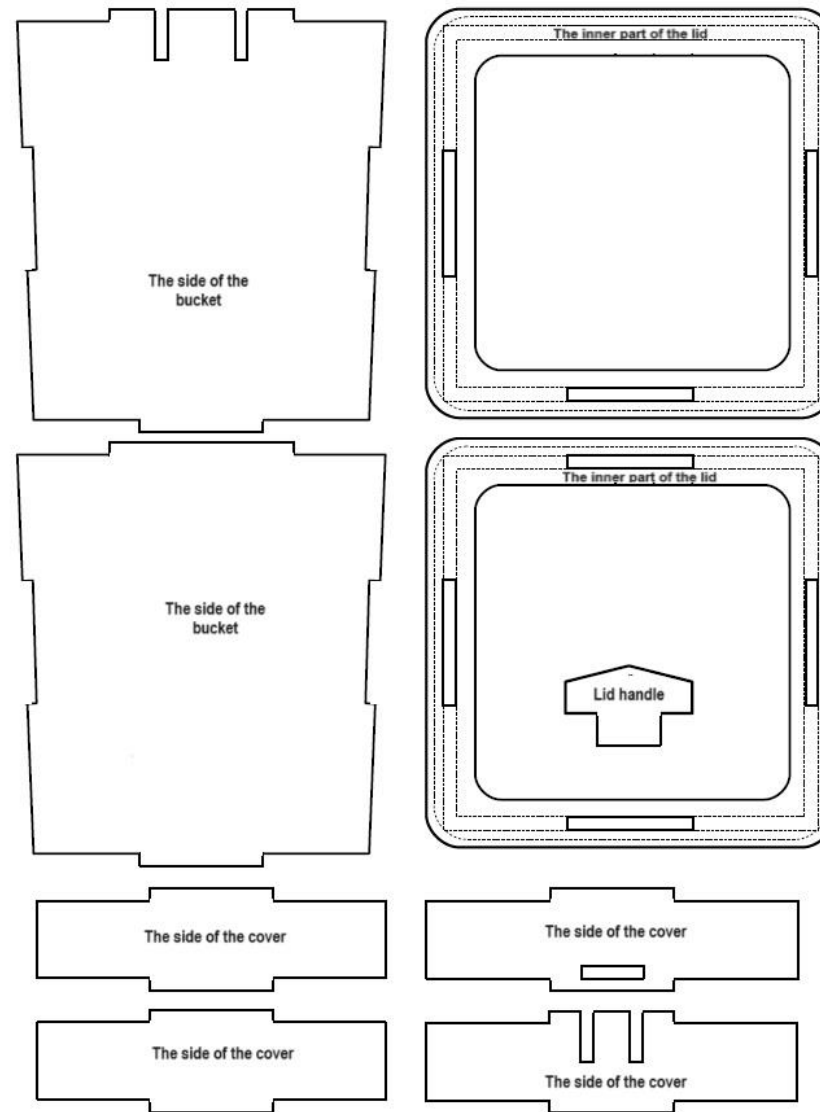 The inner part of the lid
The side of the
bucket
The inner part of the lid
The side of the
bucket
Lid handle
The side of the cover
The side of the cover
The side of the cover
The side of the cover